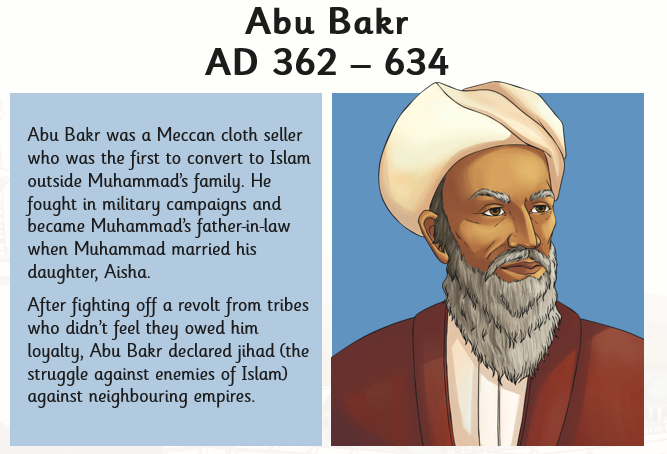 Abu Bakr
AD 362 – 634
Abu Bakr was a Meccan cloth seller
who was the first to convert to Islam
outside Muhammad's family. He
fought in military campaigns and
became Muhammad's father-in-law
when Muhammad married his
daughter, Aisha.
After fighting off a revolt from tribes
who didn't feel they owed him
loyalty, Abu Bakr declared jihad (the
struggle against enemies of Islam)
against neighbouring empires.